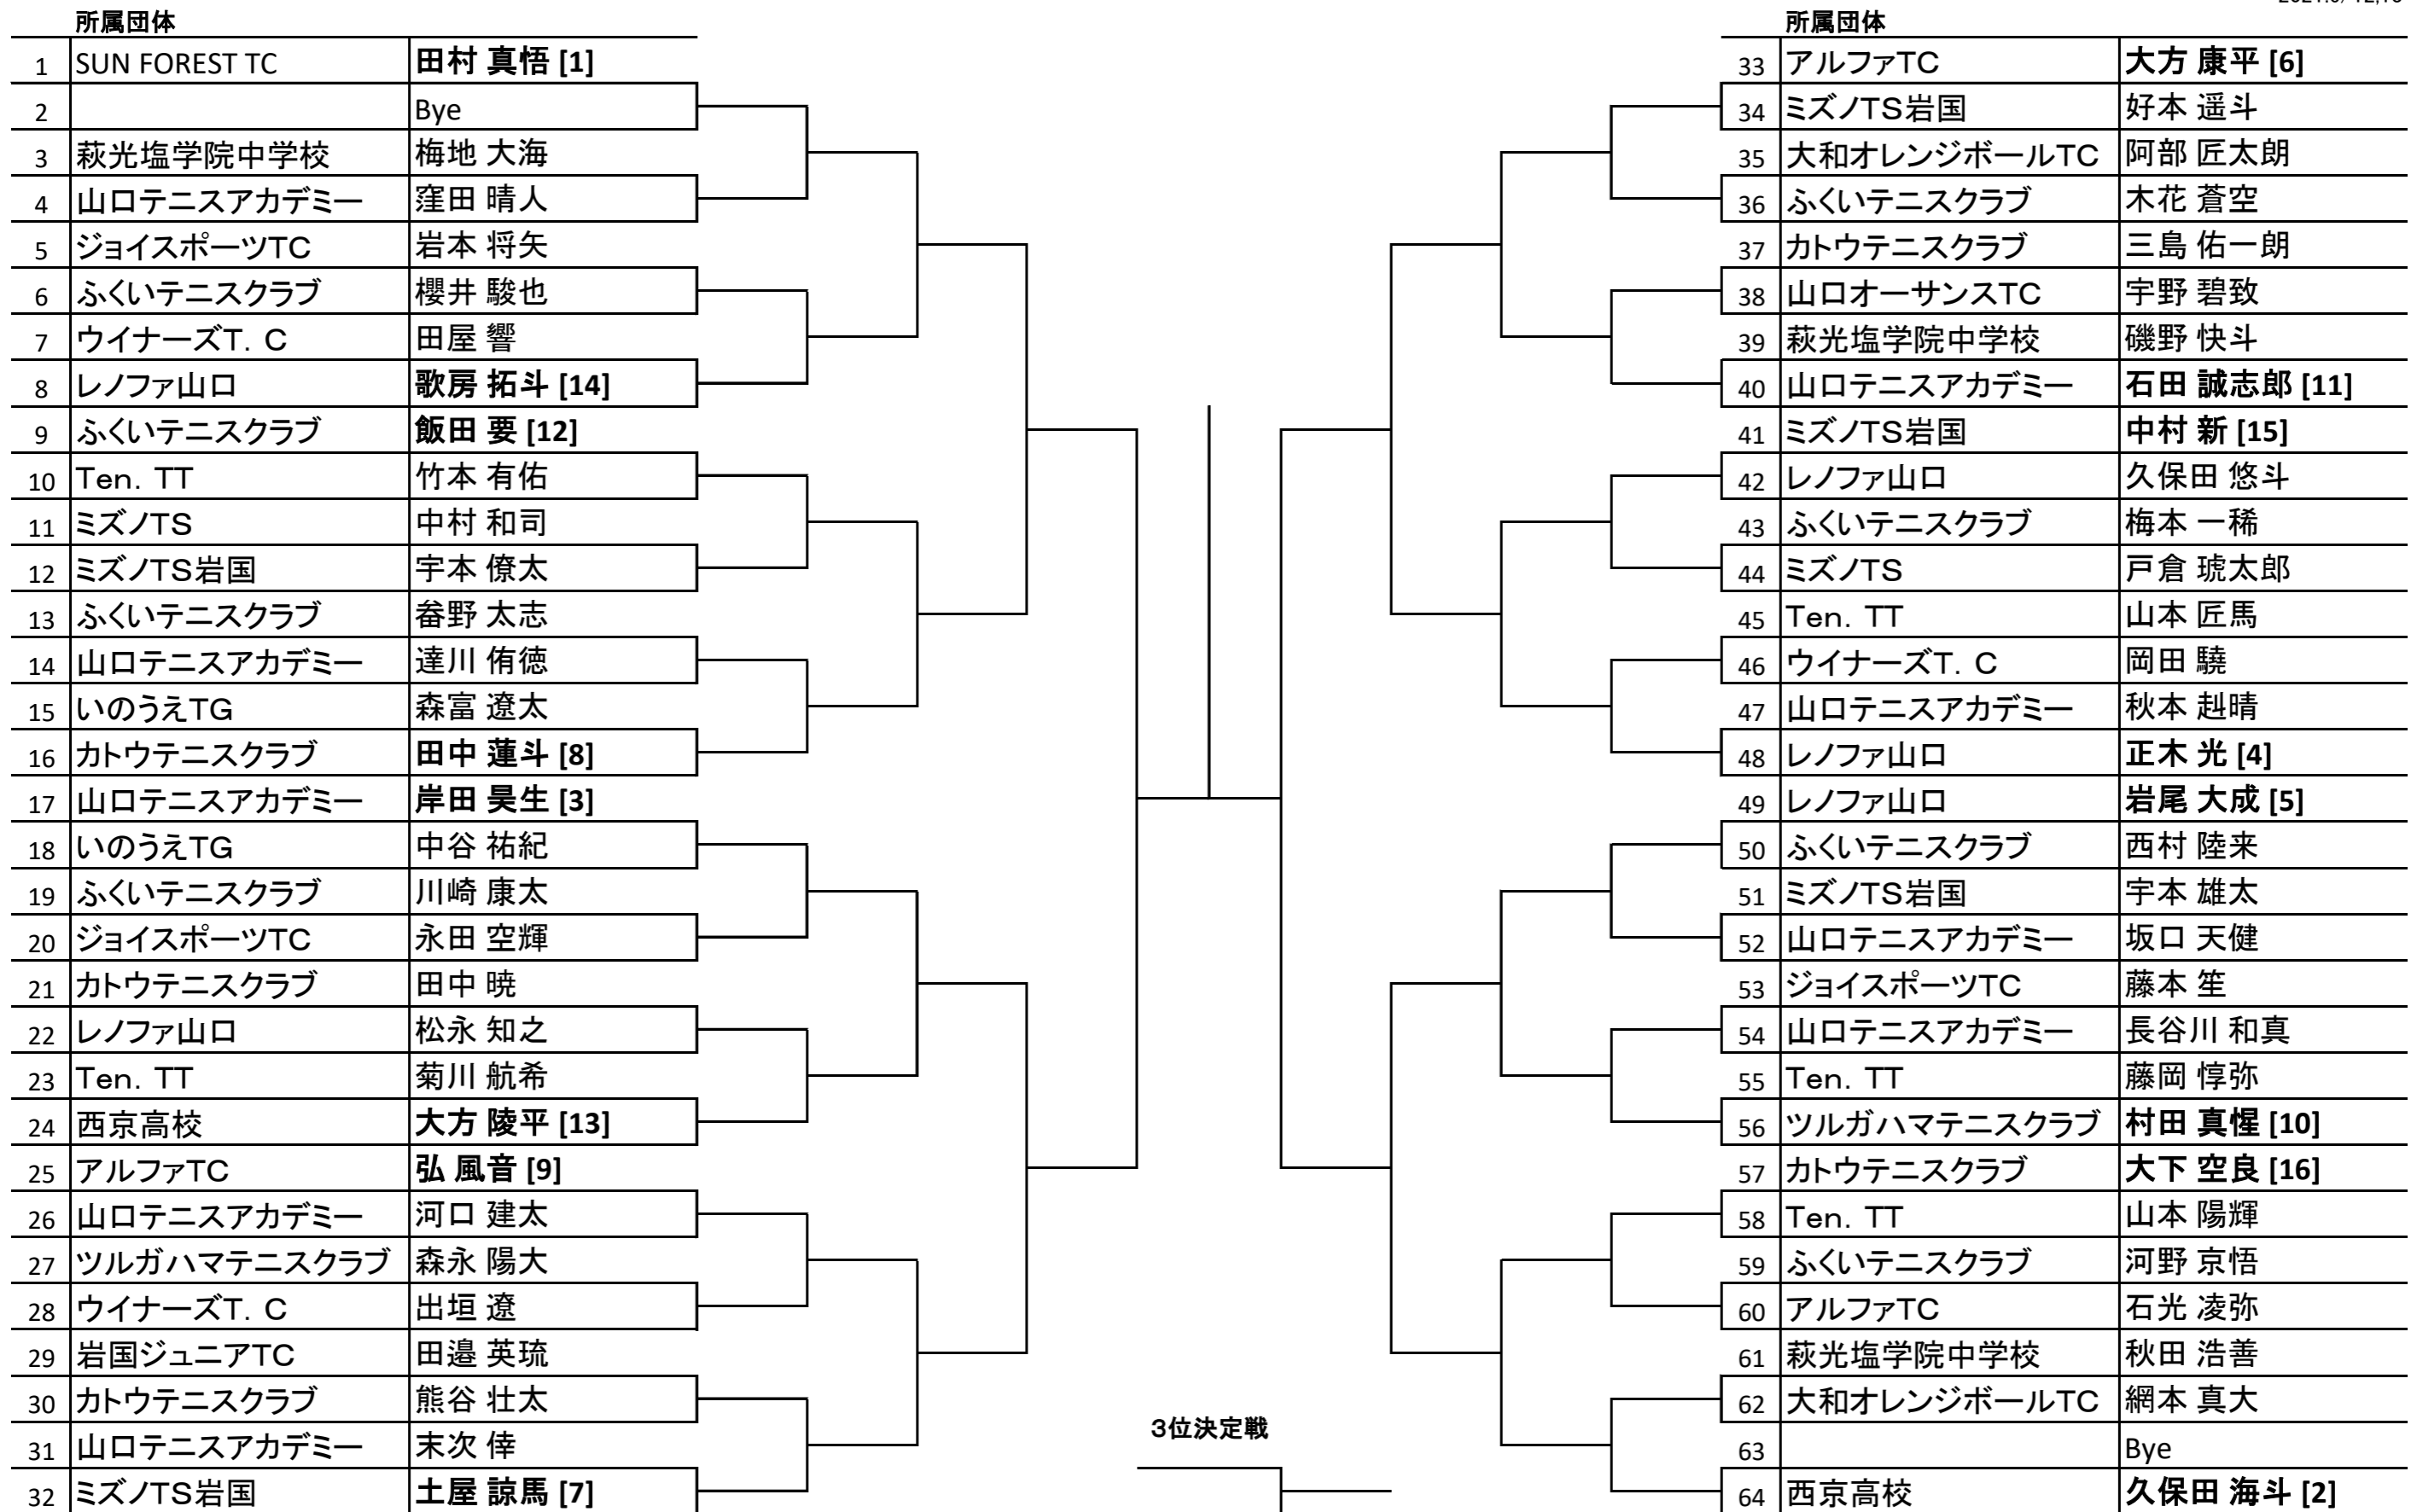 所属団体
1 SUN FOREST TC 田村 真悟 [1]
2 Bye
3 萩光塩学院中学校 梅地 大海
4 山口テニスアカデミー 窪田 晴人
5 ジョイスポーツTC 岩本 将矢
6 ふくいテニスクラブ 櫻井 駿也
7 ウイナーズT．C 田屋 響
8 レノファ山口 歌房 拓斗 [14]
9 ふくいテニスクラブ 飯田 要 [12]
10 Ten．TT 竹本 有佑
11 ミズノTS 中村 和司
12 ミズノTS岩国 宇本 僚太
13 ふくいテニスクラブ 畚野 太志
14 山口テニスアカデミー 達川 侑徳
15 いのうえTG 森富 遼太
16 カトウテニスクラブ 田中 蓮斗 [8]
17 山口テニスアカデミー 岸田 昊生 [3]
18 いのうえTG 中谷 祐紀
19 ふくいテニスクラブ 川崎 康太
20 ジョイスポーツTC 永田 空輝
21 カトウテニスクラブ 田中 暁
22 レノファ山口 松永 知之
23 Ten．TT 菊川 航希
24 西京高校 大方 陵平 [13]
25 アルファTC 弘 風音 [9]
26 山口テニスアカデミー 河口 建太
27 ツルガハマテニスクラブ 森永 陽大
28 ウイナーズT．C 出垣 遼
29 岩国ジュニアTC 田邉 英琉
30 カトウテニスクラブ 熊谷 壮太
31 山口テニスアカデミー 末次 倖
32 ミズノTS岩国 土屋 諒馬 [7]
3位決定戦
所属団体
33 アルファTC 大方 康平 [6]
34 ミズノTS岩国 好本 遥斗
35 大和オレンジボールTC 阿部 匠太朗
36 ふくいテニスクラブ 木花 蒼空
37 カトウテニスクラブ 三島 佑一朗
38 山口オーサンスTC 宇野 碧致
39 萩光塩学院中学校 磯野 快斗
40 山口テニスアカデミー 石田 誠志郎 [11]
41 ミズノTS岩国 中村 新 [15]
42 レノファ山口 久保田 悠斗
43 ふくいテニスクラブ 梅本 一稀
44 ミズノTS 戸倉 琥太郎
45 Ten．TT 山本 匠馬
46 ウイナーズT．C 岡田 驍
47 山口テニスアカデミー 秋本 赳晴
48 レノファ山口 正木 光 [4]
49 レノファ山口 岩尾 大成 [5]
50 ふくいテニスクラブ 西村 陸来
51 ミズノTS岩国 宇本 雄太
52 山口テニスアカデミー 坂口 天健
53 ジョイスポーツTC 藤本 笙
54 山口テニスアカデミー 長谷川 和真
55 Ten．TT 藤岡 惇弥
56 ツルガハマテニスクラブ 村田 真惺 [10]
57 カトウテニスクラブ 大下 空良 [16]
58 Ten．TT 山本 陽輝
59 ふくいテニスクラブ 河野 京悟
60 アルファTC 石光 凌弥
61 萩光塩学院中学校 秋田 浩善
62 大和オレンジボールTC 網本 真大
63 Bye
64 西京高校 久保田 海斗 [2]